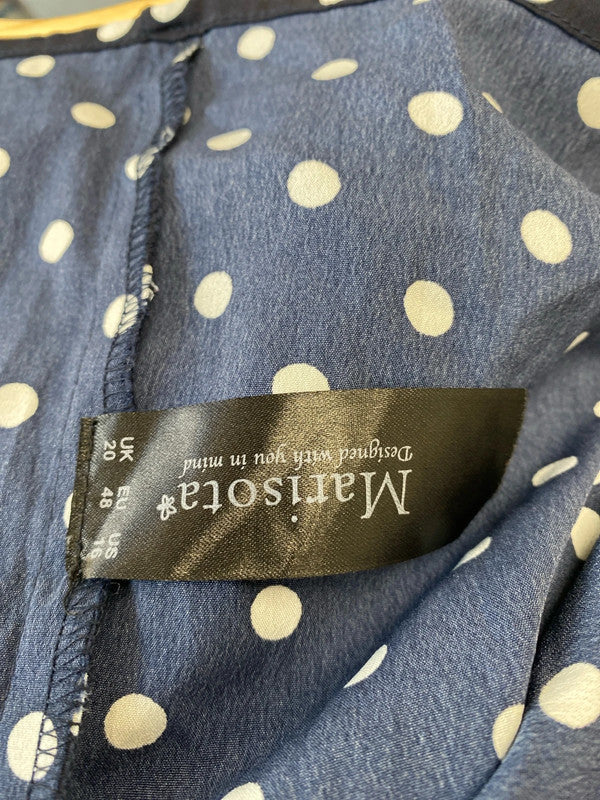 Marisota
Designed with you in mind
UK EU US
20 48 16